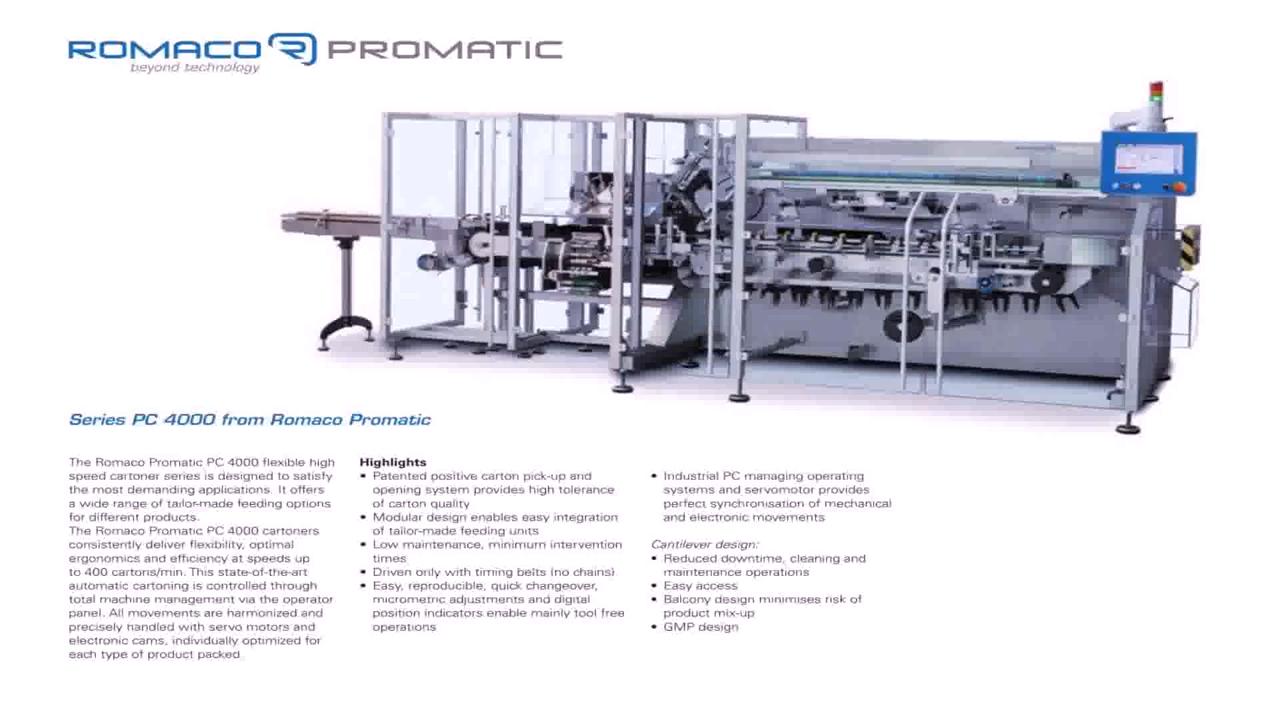 ROMACO PROMATIC
beyond technology
Series PC 4000 from Romaco Promatic
The Romaco Promatic PC 4000 flexible high
speed cartoner series is designed to satisfy
the most demanding applications. It offers
a wide range of tailor-made feeding options
for different products.
The Romaco Promatic PC 4000 cartoners
consistently deliver flexibility, optimal
ergonomics and efficiency at speeds up
to 400 cartons/min. This state-of-the-art
automatic cartoning is controlled through
total machine management via the operator
panel. All movements are harmonized and
precisely handled with servo motors and
electronic cams, individually optimized for
each type of product packed.
Highlights
• Patented positive carton pick-up and
opening system provides high tolerance
of carton quality
• Modular design enables easy integration
of tailor-made feeding units
• Low maintenance, minimum intervention
times
• Driven only with timing belts (no chains)
• Easy, reproducible, quick changeover,
micrometric adjustments and digital
position indicators enable mainly tool free
operations
• Industrial PC managing operating
systems and servomotor provides
perfect synchronisation of mechanical
and electronic movements
Cantilever design:
• Reduced downtime, cleaning and
maintenance operations
• Easy access
• Balcony design minimises risk of
product mix-up
• GMP design